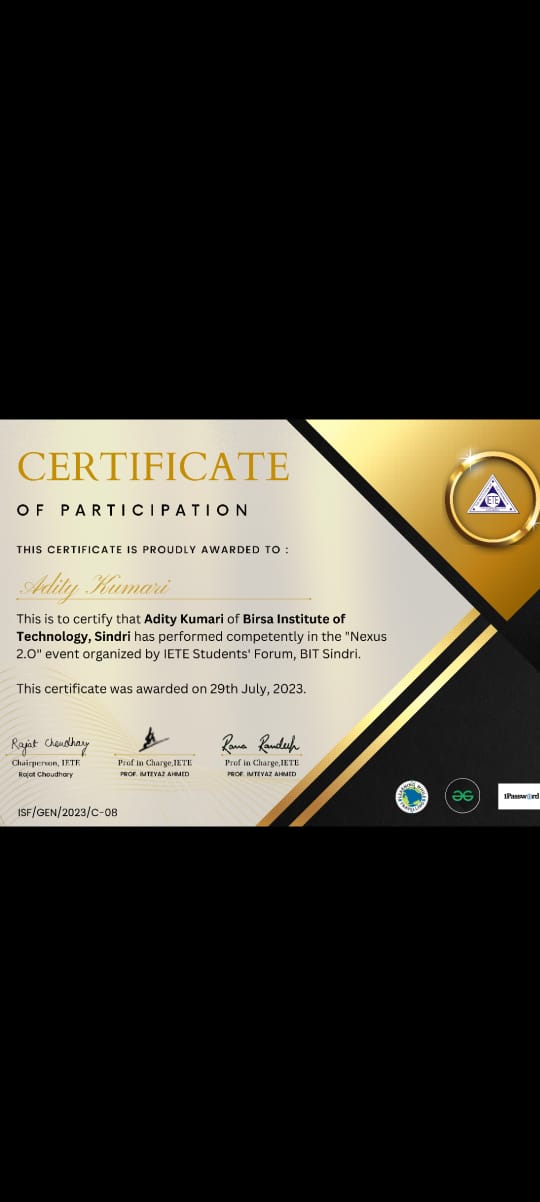 CERTIFICATE
OF PARTICIPATION
THIS CERTIFICATE IS PROUDLY AWARDED TO :
Adity Kumari
This is to certify that Adity Kumari of Birsa Institute of
Technology, Sindri has performed competently in the "Nexus
2.O" event organized by IETE Students' Forum, BIT Sindri.
This certificate was awarded on 29th July, 2023.
Rajat Choudhary
Chairperson, IETE
Rajat Choudhary
Prof in Charge,IETE
PROF. IMTEYAZ AHMED
Rana Randeep
Prof in Charge,IETE
PROF. IMTEYAZ AHMED
ISF/GEN/2023/C-08
IETE
1Password